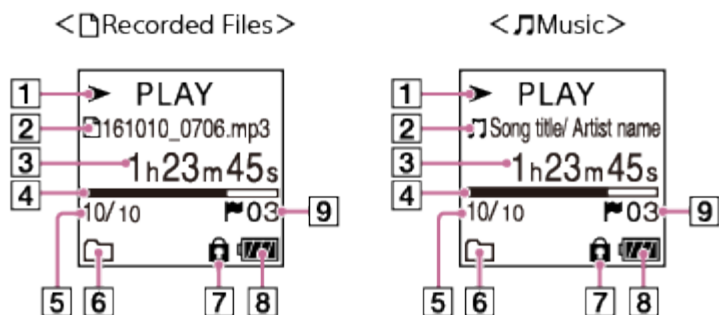 <Recorded Files>
1 PLAY
2 161010_0706.mp3
3 1h23m45s
4
10/10 03 9
5 6 7 8
<Music>
1 PLAY
2 Song title/ Artist name
3 1h23m45s
4
10/10 03 9
5 6 7 8